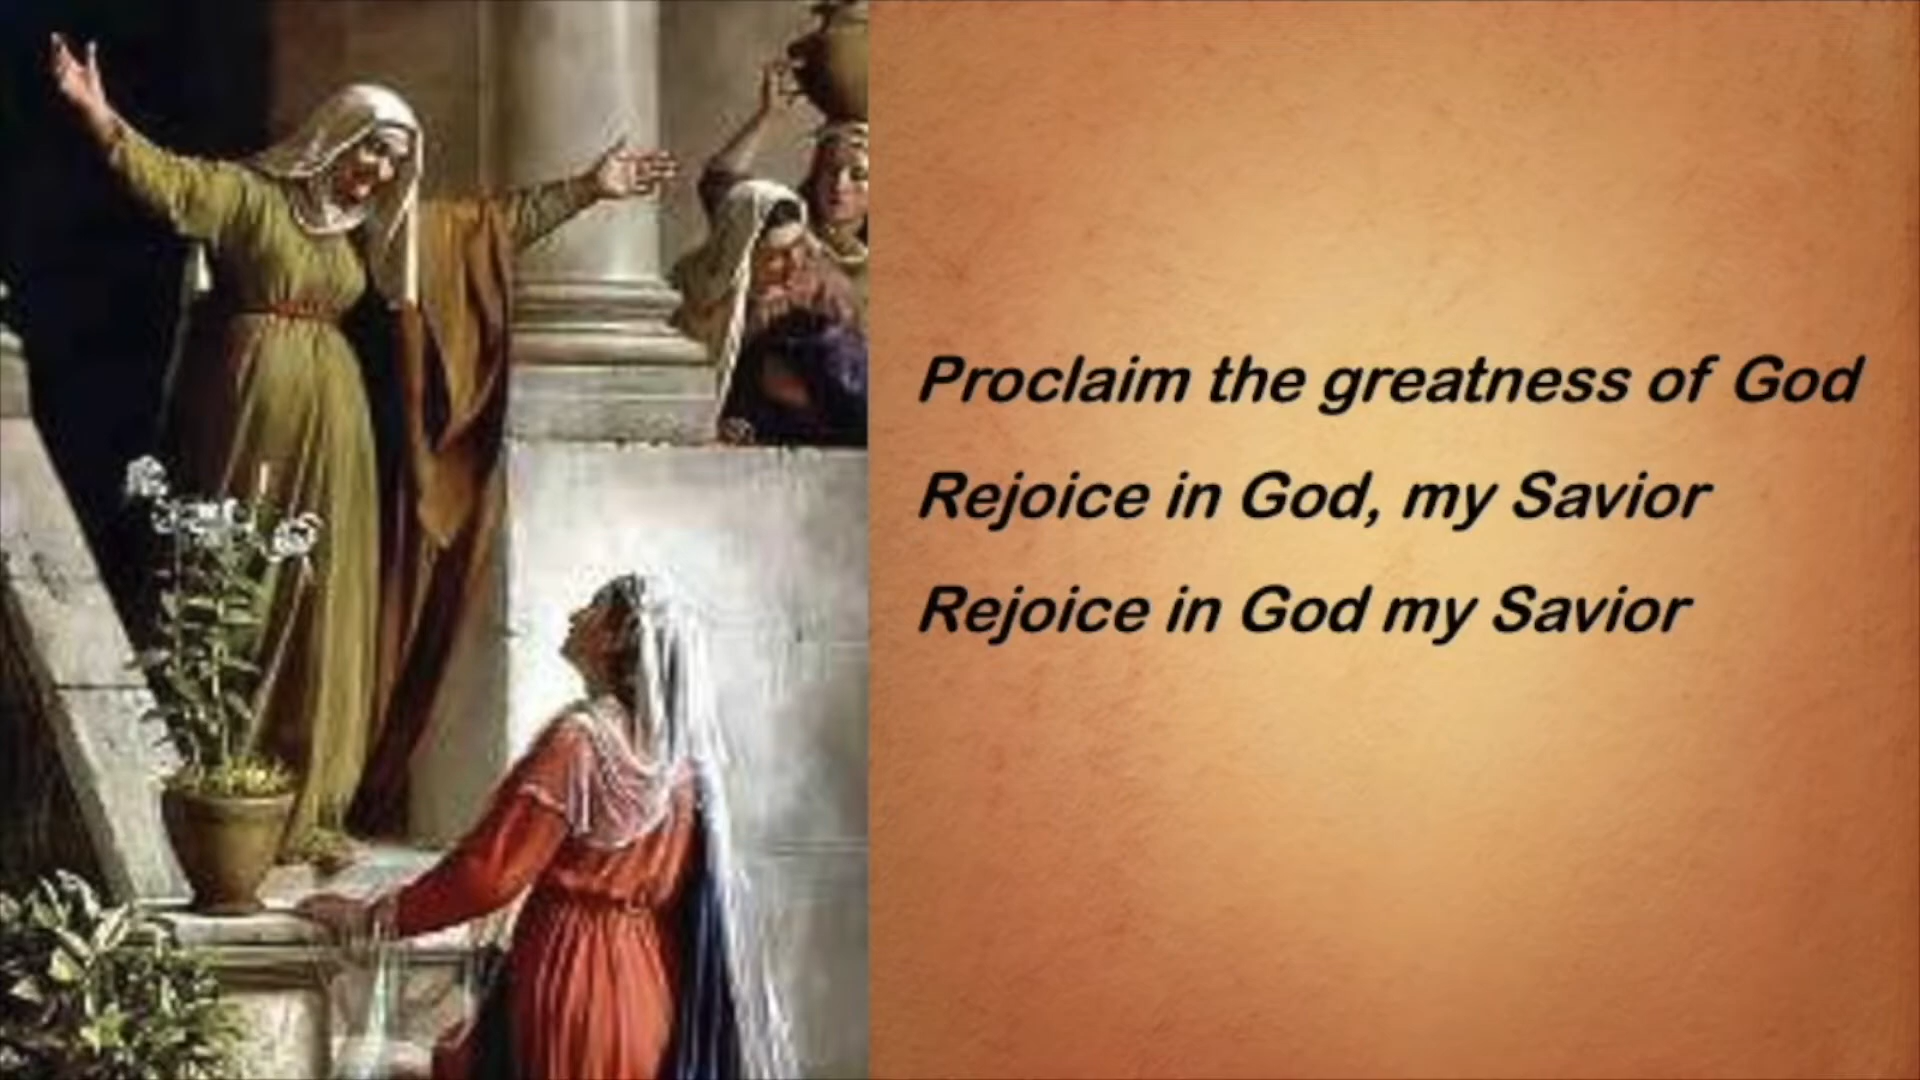 Proclaim the greatness of God
Rejoice in God, my Savior
Rejoice in God my Savior